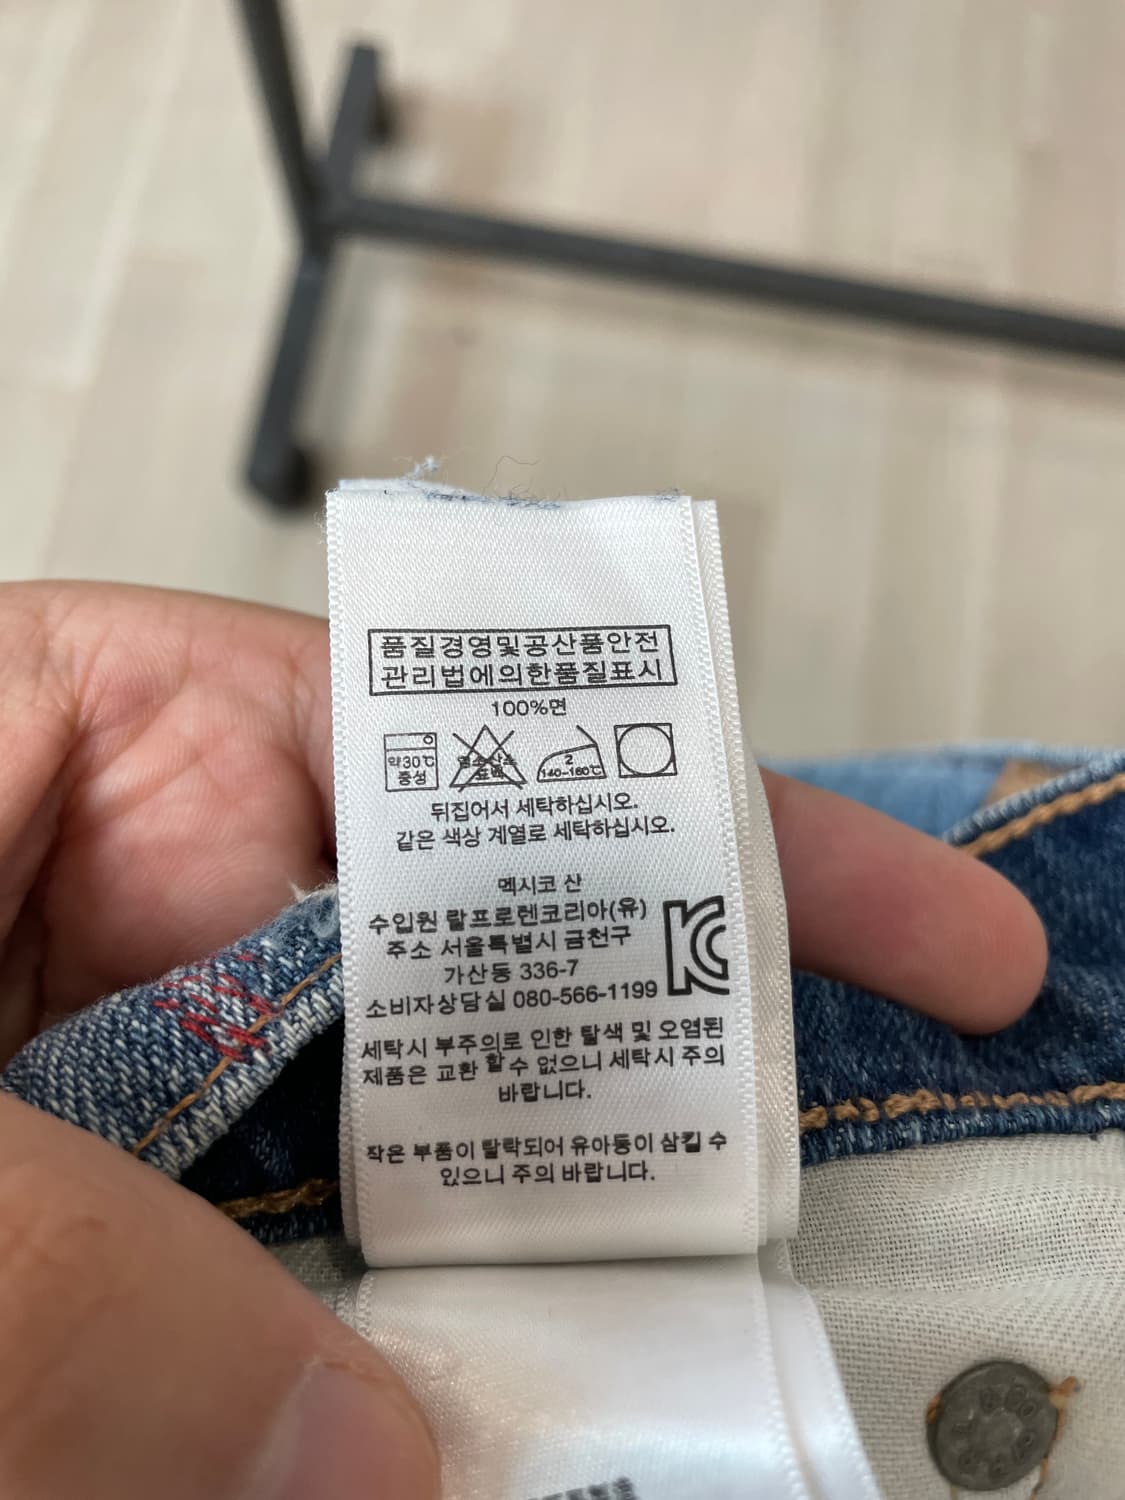 품질경영및공산품안전
관리법에의한품질표시
100%면
약30℃
중성
염소·산소
표백
2
140~160℃
뒤집어서 세탁하십시오.
같은 색상 계열로 세탁하십시오.
멕시코 산
수입원 랄프로렌코리아(유)
주소 서울특별시 금천구
가산동 336-7
소비자상담실 080-566-1199
세탁시 부주의로 인한 탈색 및 오염된
제품은 교환 할수 없으니 세탁시 주의
바랍니다.
작은 부품이 탈락되어 유아등이 삼킬 수
있으니 주의 바랍니다.